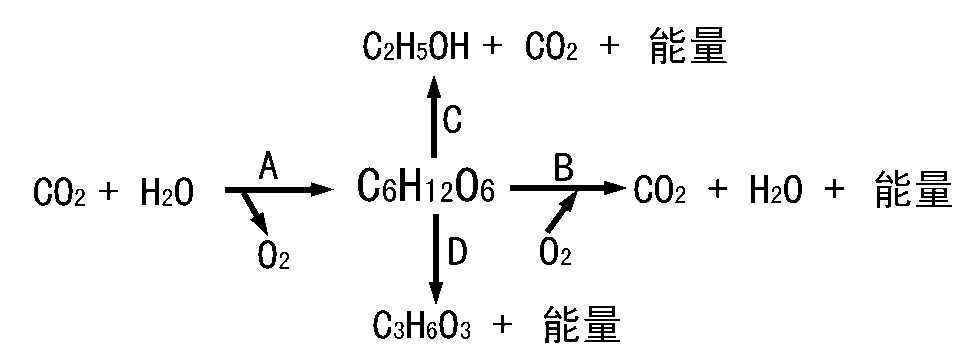 C2H5OH + CO2 + 能量
C
A
B
CO2 + H2O
C6H12O6
CO2 + H2O + 能量
O2
D
O2
C3H6O3 + 能量